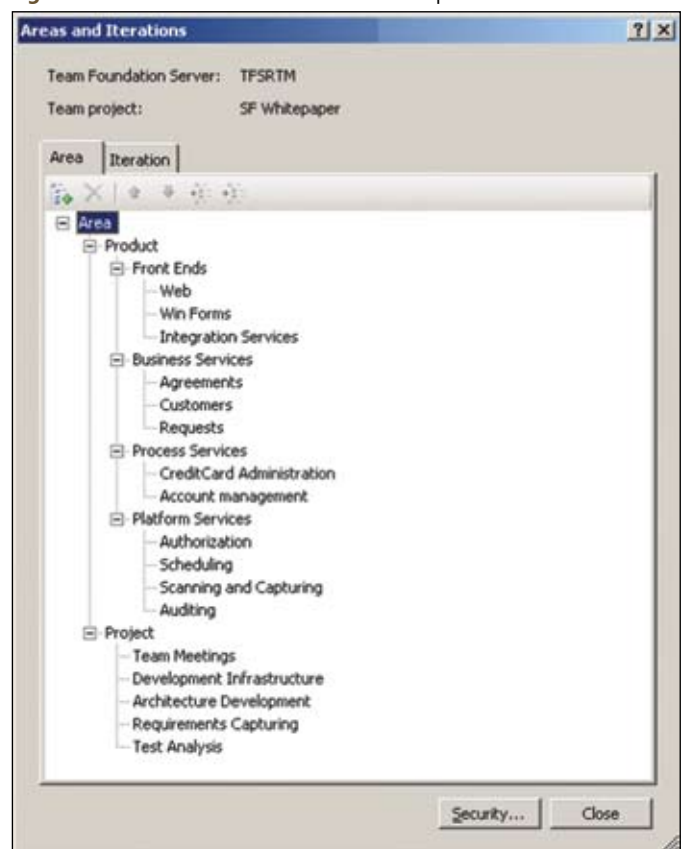 Areas and Iterations
Team Foundation Server: TFSRTM
Team project: SF Whitepaper
Area Iteration
Area
Product
Front Ends
Web
Win Forms
Integration Services
Business Services
Agreements
Customers
Requests
Process Services
CreditCard Administration
Account management
Platform Services
Authorization
Scheduling
Scanning and Capturing
Auditing
Project
Team Meetings
Development Infrastructure
Architecture Development
Requirements Capturing
Test Analysis
Security... Close